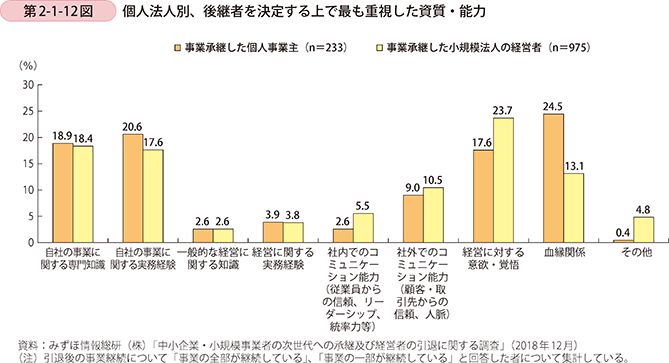 第2-1-12図 個人法人別、後継者を決定する上で最も重視した資質・能力
事業承継した個人事業主（n=233） 事業承継した小規模法人の経営者（n=975）
（%）
30
25
20
15
10
5
0
18.9 18.4
20.6 17.6
2.6 2.6
3.9 3.8
2.6 5.5
9.0 10.5
17.6 23.7
24.5 13.1
0.4 4.8
自社の事業に
関する専門知識
自社の事業に
関する実務経験
一般的な経営に
関する知識
経営に関する
実務経験
社内でのコ
ミュニケー
ション能力
（従業員から
の信頼、リー
ダーシップ、
統率力等）
社外でのコ
ミュニケー
ション能力
（顧客・取
引先からの
信頼、人脈）
経営に対する
意欲・覚悟
血縁関係
その他
資料：みずほ情報総研（株）「中小企業・小規模事業者の次世代への承継及び経営者の引退に関する調査」（2018年12月）
（注）引退後の事業継続について「事業の全部が継続している」、「事業の一部が継続している」と回答した者について集計している。